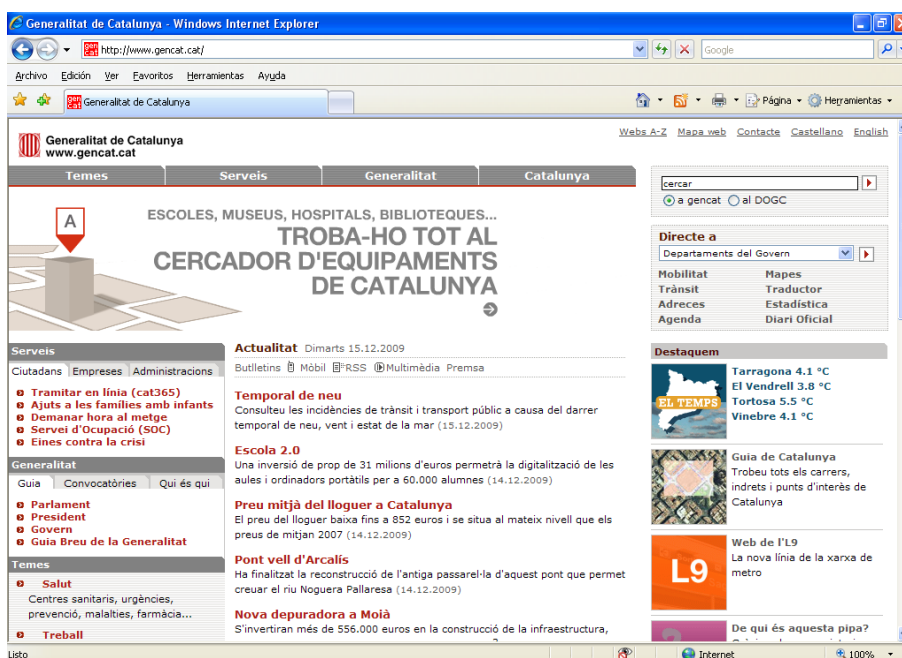 Generalitat de Catalunya - Windows Internet Explorer
http://www.gencat.cat/
Google
Archivo Edición Ver Favoritos Herramientas Ayuda
Generalitat de Catalunya
Página
Herramientas
Webs A-Z Mapa web Contacte Castellano English
Generalitat de Catalunya
www.gencat.cat
Temes Serveis Generalitat Catalunya
cercar
a gencat al DOGC
A
ESCOLES, MUSEUS, HOSPITALS, BIBLIOTEQUES...
TROBA-HO TOT AL
CERCADOR D'EQUIPAMENTS
DE CATALUNYA
Directe a
Departaments del Govern
Mobilitat Mapes
Trànsit Traductor
Adreces Estadística
Agenda Diari Oficial
Serveis
Ciutadans Empreses Administracions
Tramitar en línia (cat365)
Ajuts a les famílies amb infants
Demanar hora al metge
Servei d'Ocupació (SOC)
Eines contra la crisi
Generalitat
Guia Convocatòries Qui és qui
Parlament
President
Govern
Guia Breu de la Generalitat
Temes
Salut
Centres sanitaris, urgències,
prevenció, malalties, farmàcia...
Treball
Actualitat Dimarts 15.12.2009
Butlletins Mòbil RSS Multimèdia Premsa
Temporal de neu
Consulteu les incidències de trànsit i transport públic a causa del darrer
temporal de neu, vent i estat de la mar (15.12.2009)
Escola 2.0
Una inversió de prop de 31 milions d'euros permetrà la digitalització de les
aules i ordinadors portàtils per a 60.000 alumnes (14.12.2009)
Preu mitjà del lloguer a Catalunya
El preu del lloguer baixa fins a 852 euros i se situa al mateix nivell que els
preus de mitjan 2007 (14.12.2009)
Pont vell d'Arcalís
Ha finalitzat la reconstrucció de l'antiga passarel·la d'aquest pont que permet
creuar el riu Noguera Pallaresa (14.12.2009)
Nova depuradora a Moià
S'invertiran més de 556.000 euros en la construcció de la infraestructura,
Destaquem
EL TEMPS
Tarragona 4.1 °C
El Vendrell 3.8 °C
Tortosa 5.5 °C
Vinebre 4.1 °C
Guia de Catalunya
Trobeu tots els carrers,
indrets i punts d'interès de
Catalunya
L9
Web de l'L9
La nova línia de la xarxa de
metro
De qui és aquesta pipa?
Listo
Internet
100%